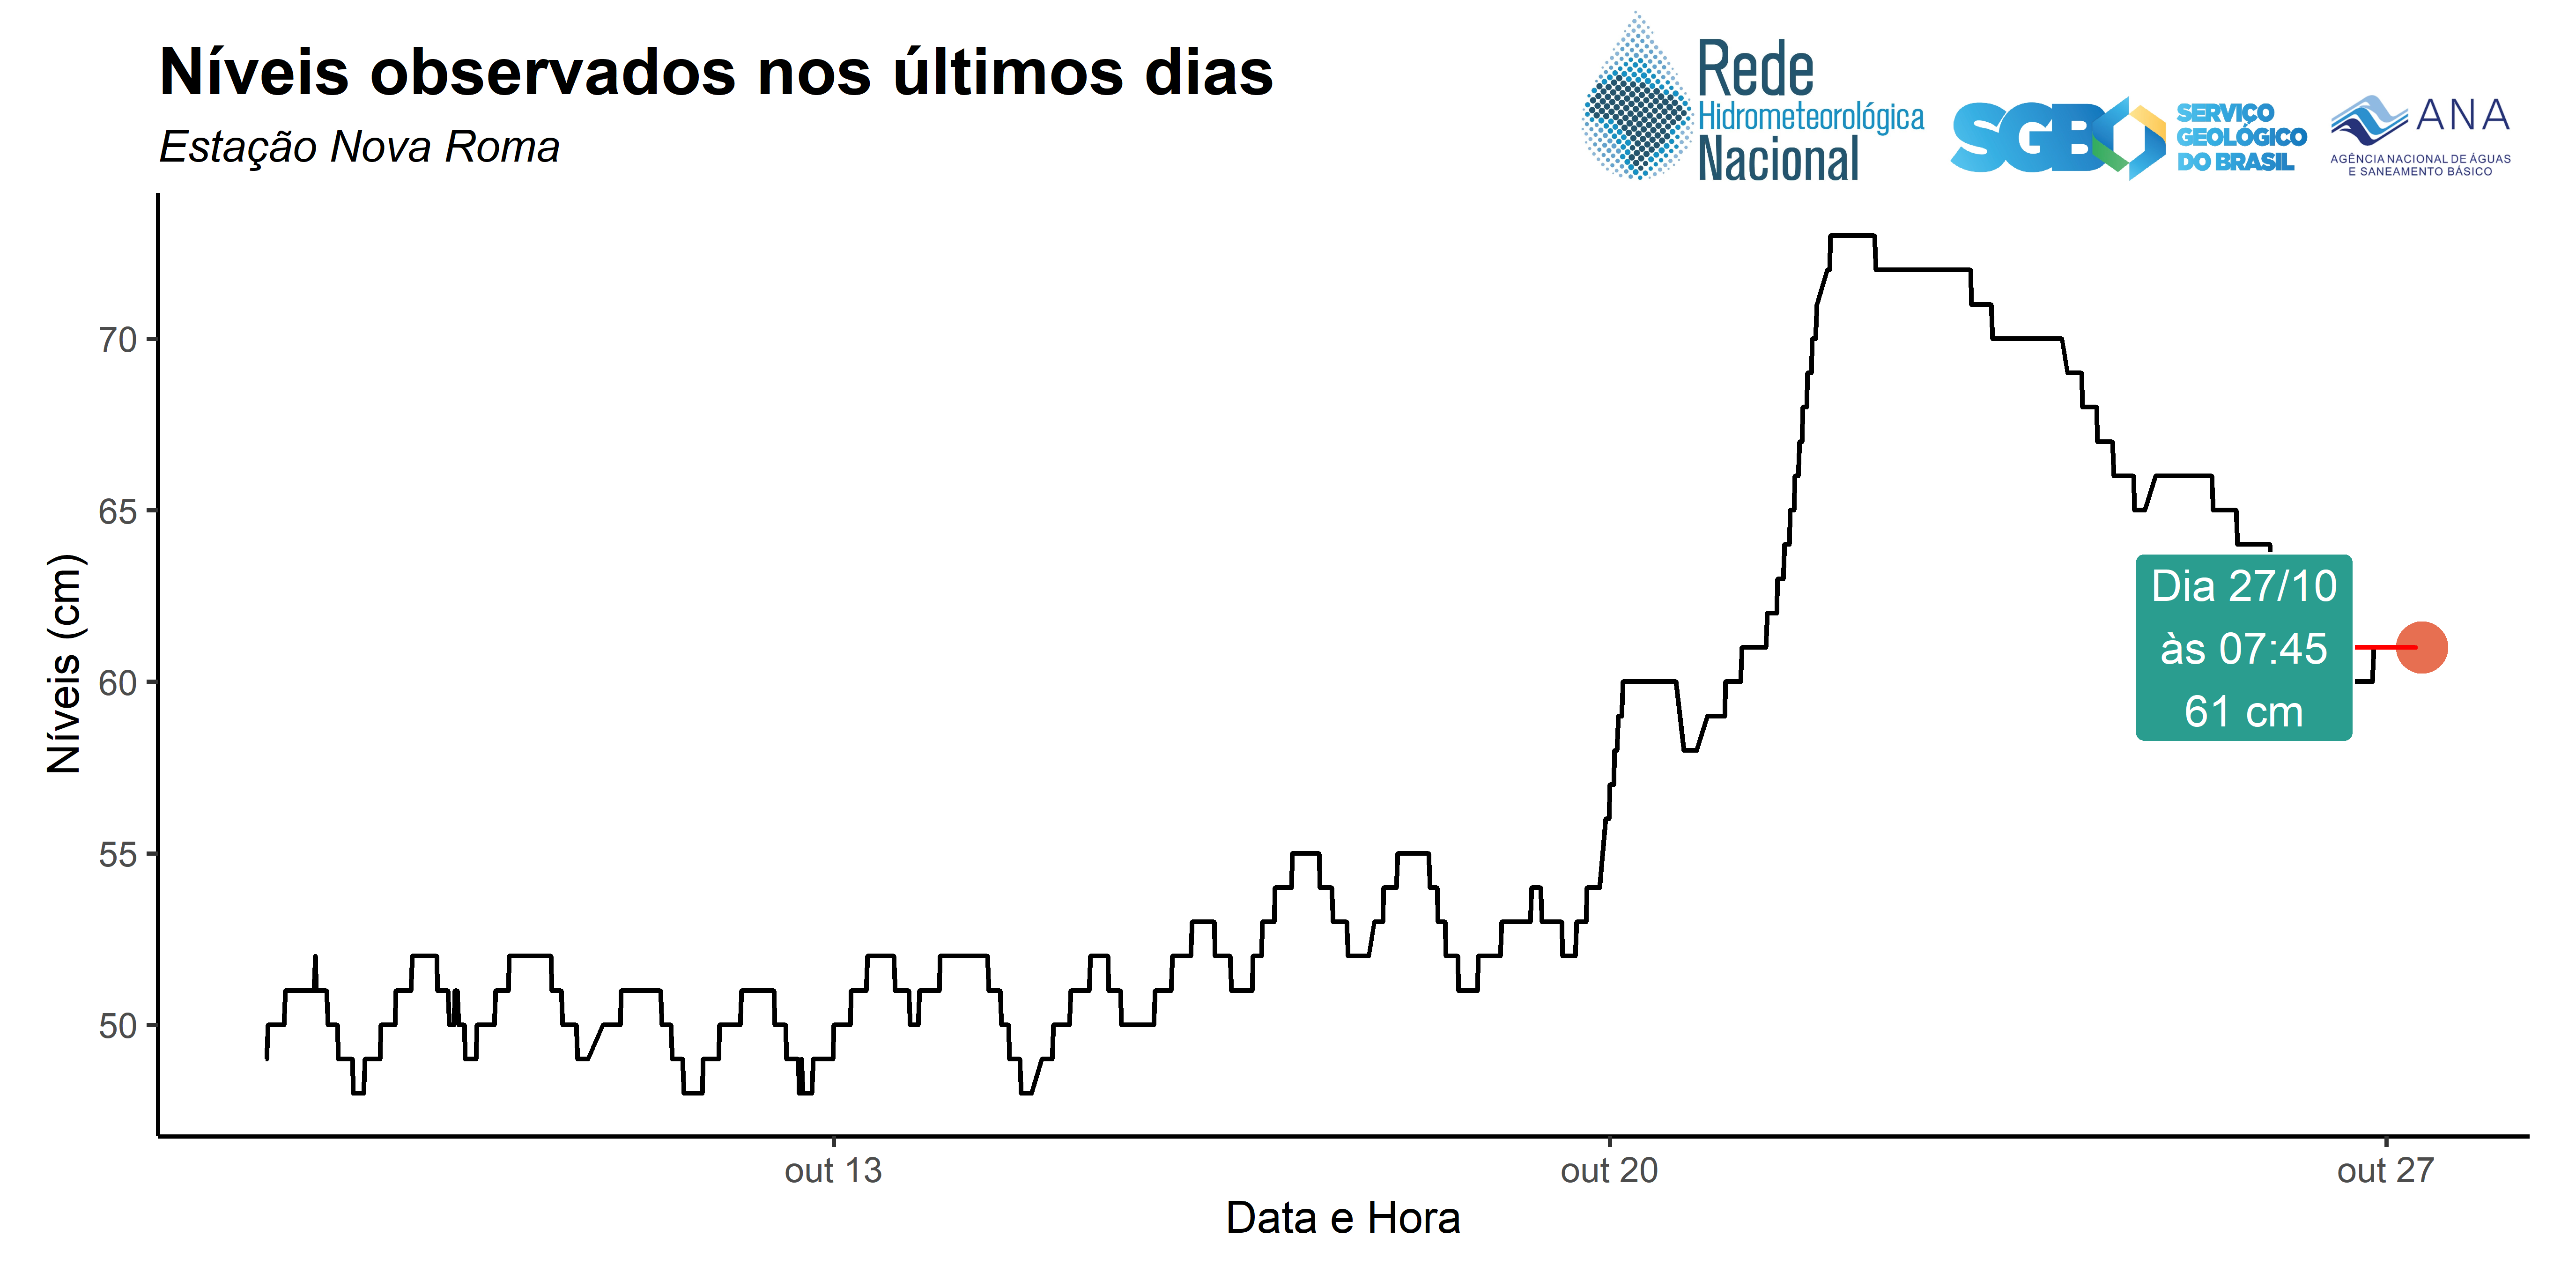 Níveis observados nos últimos dias
Estação Nova Roma
Rede
Hidrometeorológica
Nacional
SGB
SERVIÇO
GEOLÓGICO
DO BRASIL
ANA
AGÊNCIA NACIONAL DE ÁGUAS
E SANEAMENTO BÁSICO
Níveis (cm)
70
65
60
55
50
Dia 27/10
às 07:45
61 cm
out 13
out 20
out 27
Data e Hora